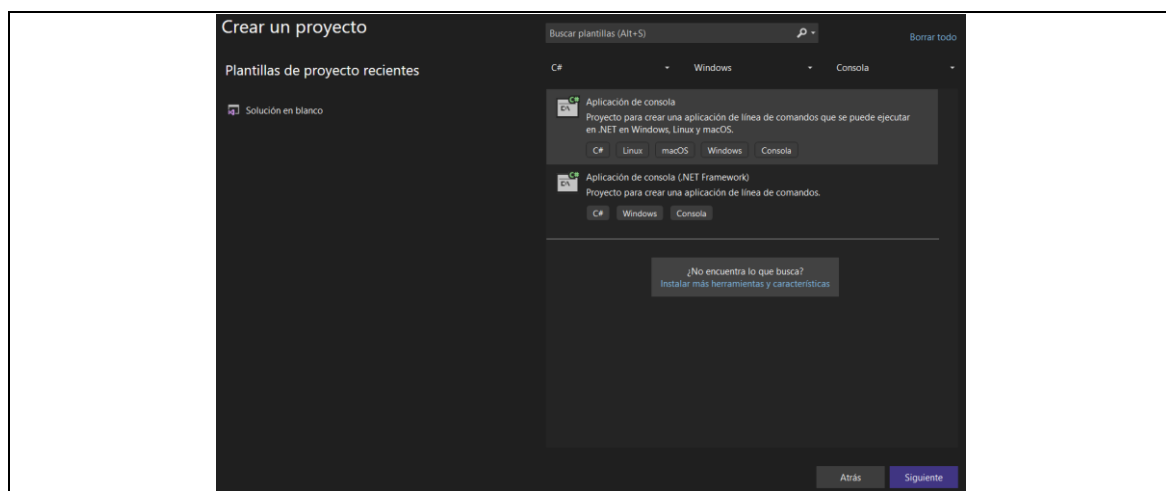 Crear un proyecto
Buscar plantillas (Alt+S)
Borrar todo
Plantillas de proyecto recientes
C#
Windows
Consola
Solución en blanco
Aplicación de consola
Proyecto para crear una aplicación de línea de comandos que se puede ejecutar
en .NET en Windows, Linux y macOS.
C# Linux macOS Windows Consola
Aplicación de consola (.NET Framework)
Proyecto para crear una aplicación de línea de comandos.
C# Windows Consola
¿No encuentra lo que busca?
Instalar más herramientas y características
Atrás
Siguiente